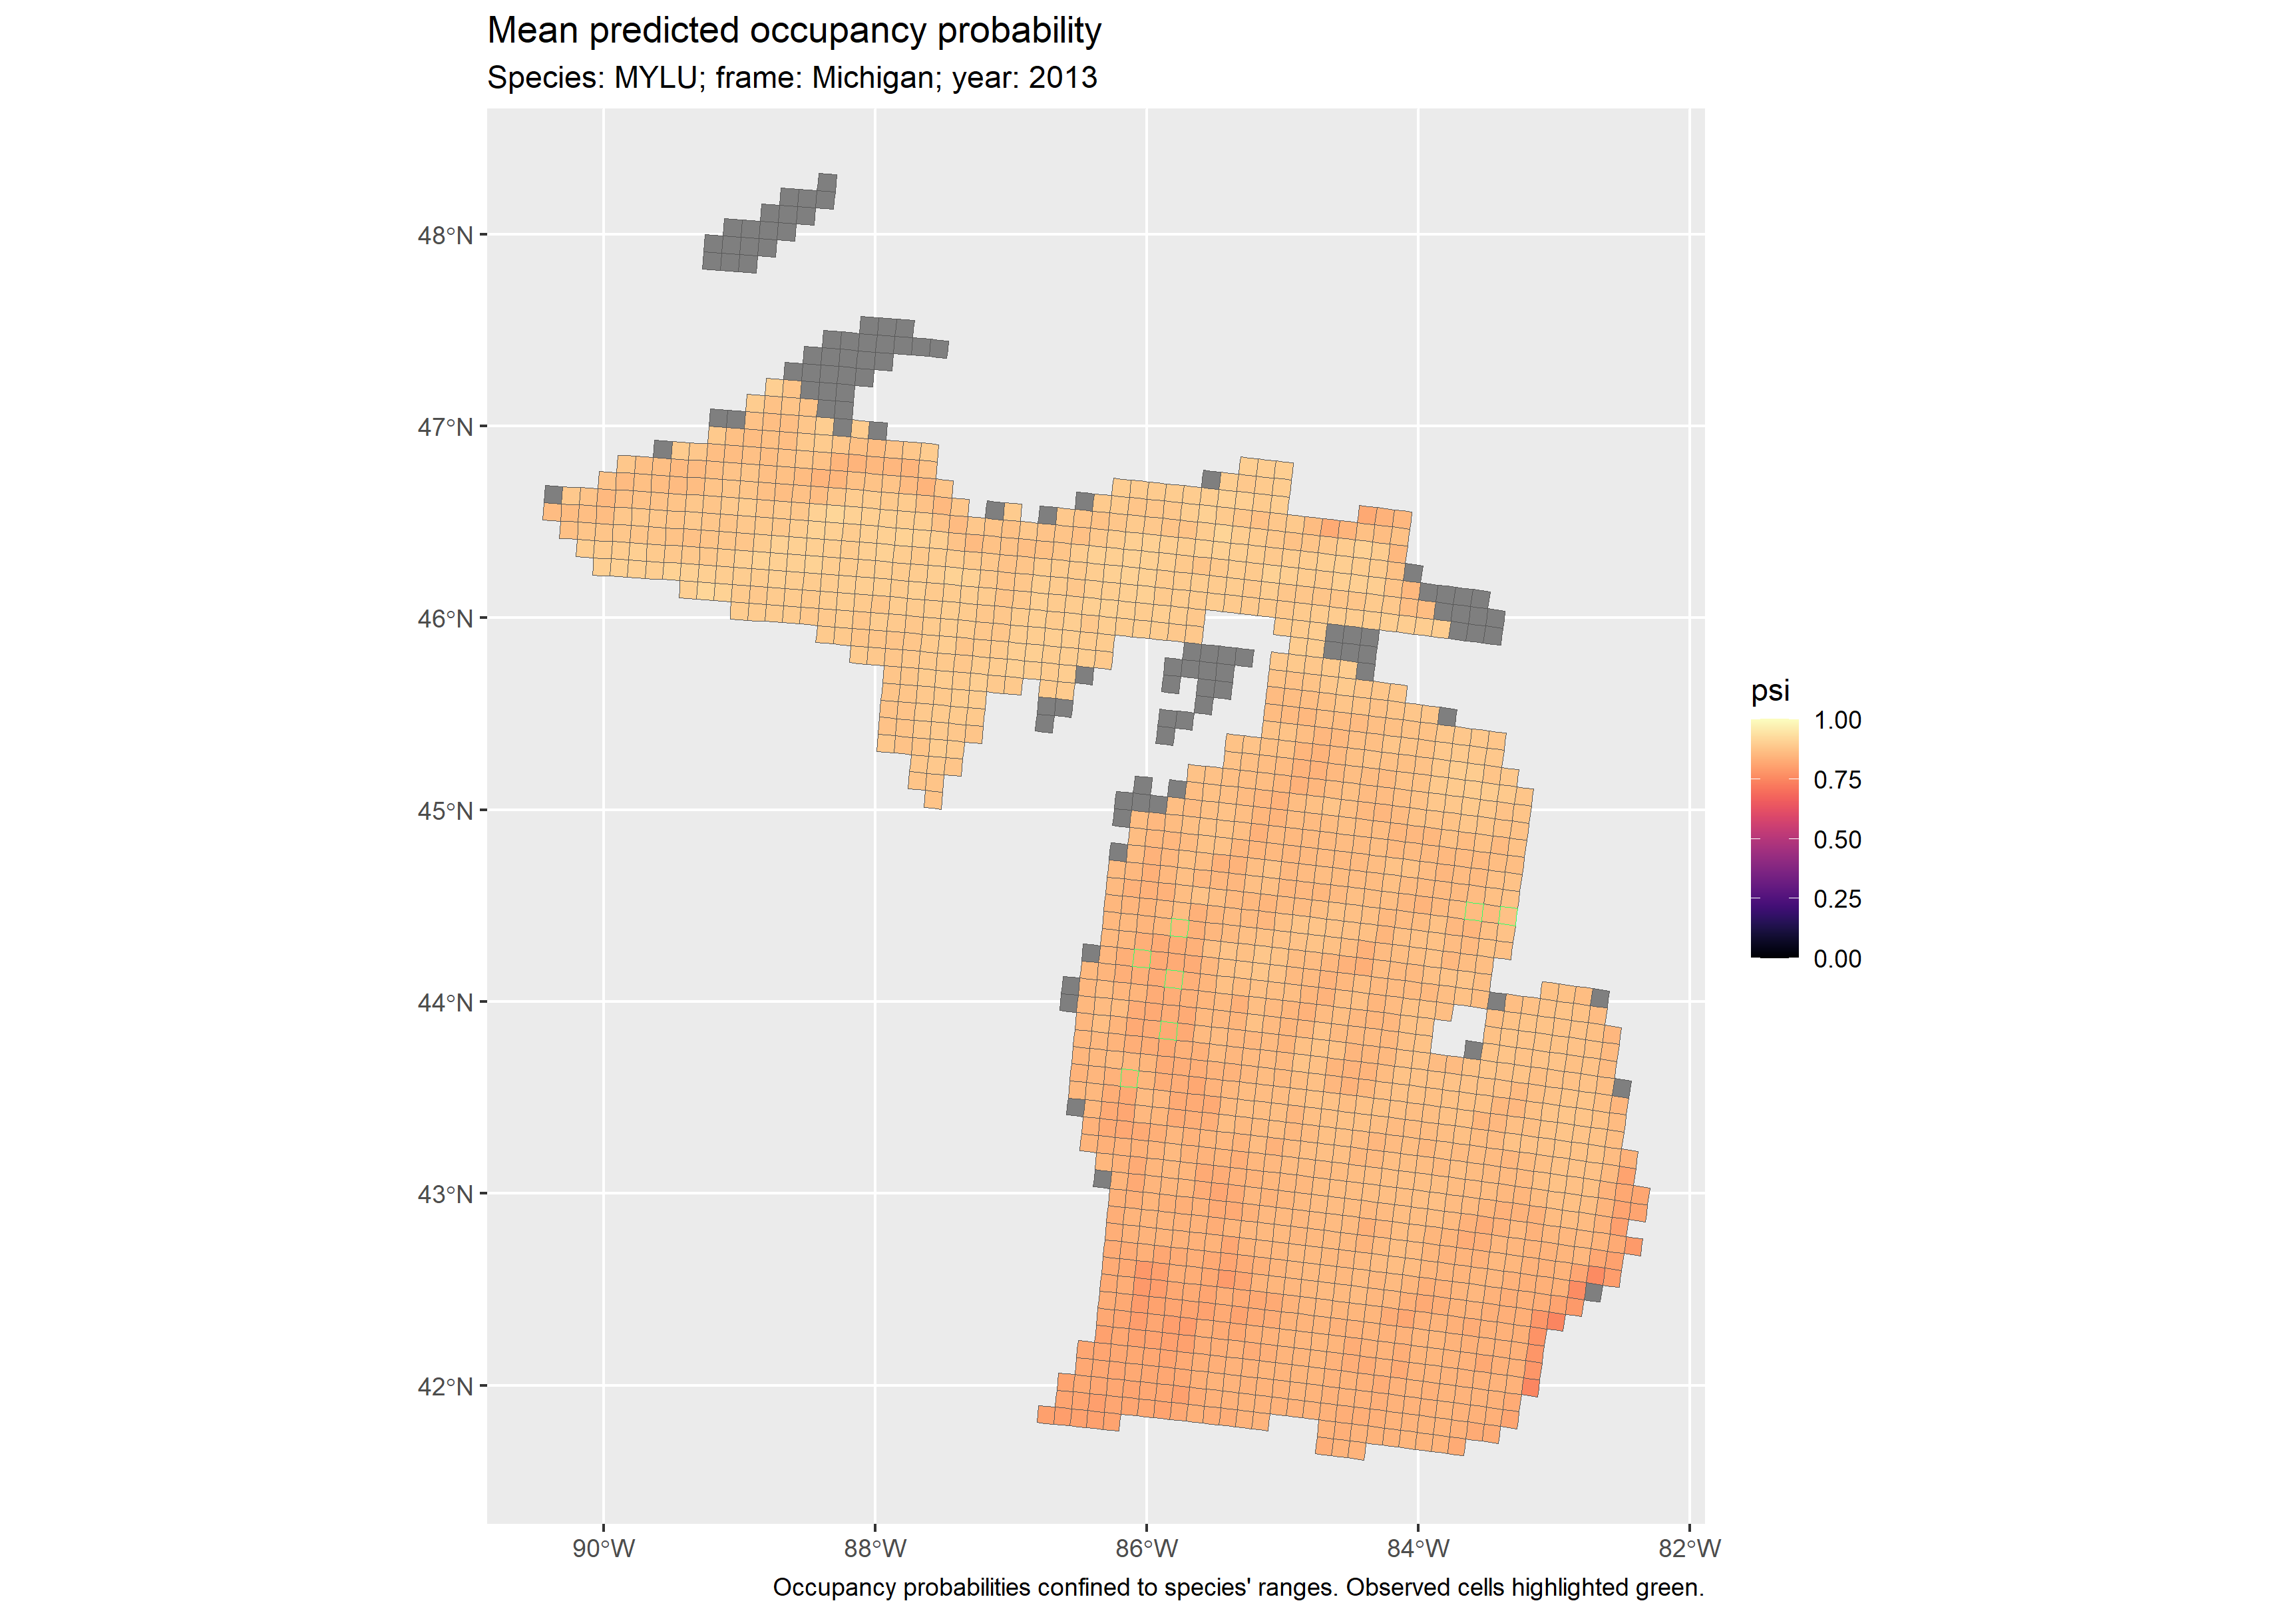 Mean predicted occupancy probability
Species: MYLU; frame: Michigan; year: 2013
48°N
47°N
46°N
45°N
44°N
43°N
42°N
90°W
88°W
86°W
84°W
82°W
psi
1.00
0.75
0.50
0.25
0.00
Occupancy probabilities confined to species' ranges. Observed cells highlighted green.